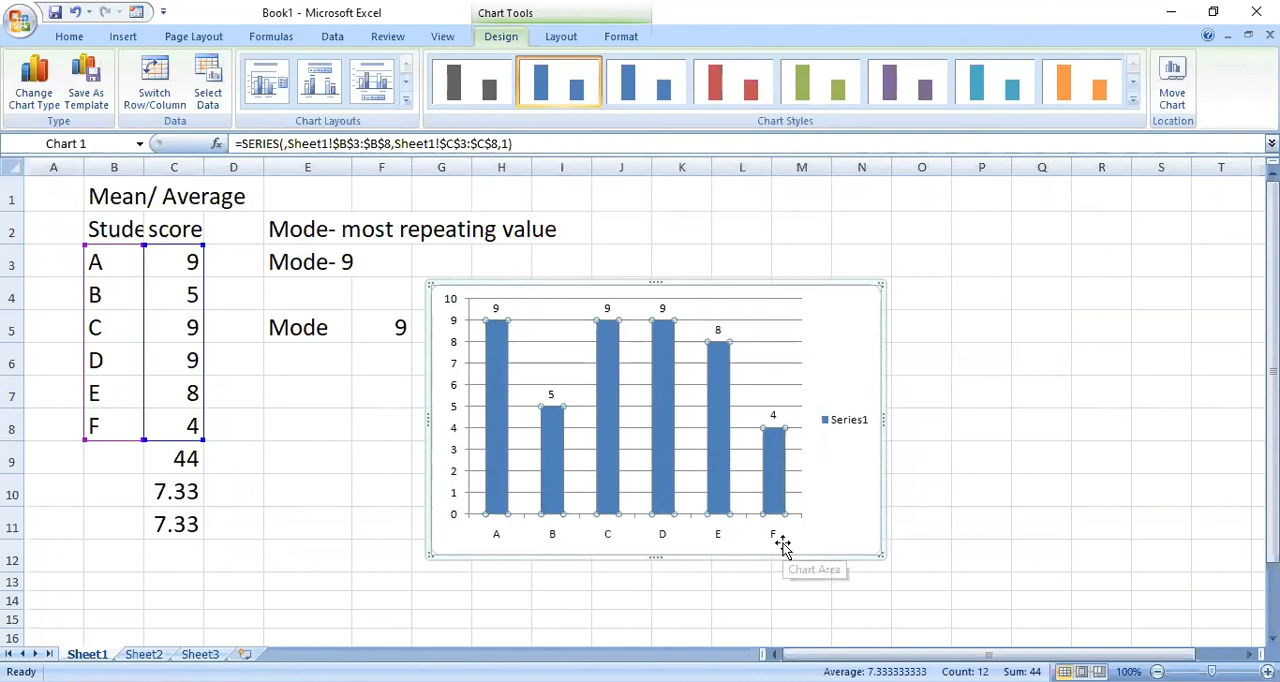 Book1 - Microsoft Excel
Chart Tools
Home Insert Page Layout Formulas Data Review View Design Layout Format
Change Chart Type
Save As Template
Switch Row/Column
Select Data
Move Chart
Type Data Chart Layouts Chart Styles Location
Chart 1 fx =SERIES(,Sheet1!$B$3:$B$8,Sheet1!$C$3:$C$8,1)
A B C D E F G H I J K L M N O P Q R S T
1 Mean/ Average
2 Stude score Mode- most repeating value
3 A 9 Mode- 9
4 B 5
5 C 9 Mode 9
6 D 9
7 E 8
8 F 4
9 44
10 7.33
11 7.33
12
13
14
15
16
10
9
8
7
6
5
4
3
2
1
0
9 5 9 9 8 4
A B C D E F
Series1
Chart Area
Sheet1 Sheet2 Sheet3
Ready Average: 7.333333333 Count: 12 Sum: 44 100%